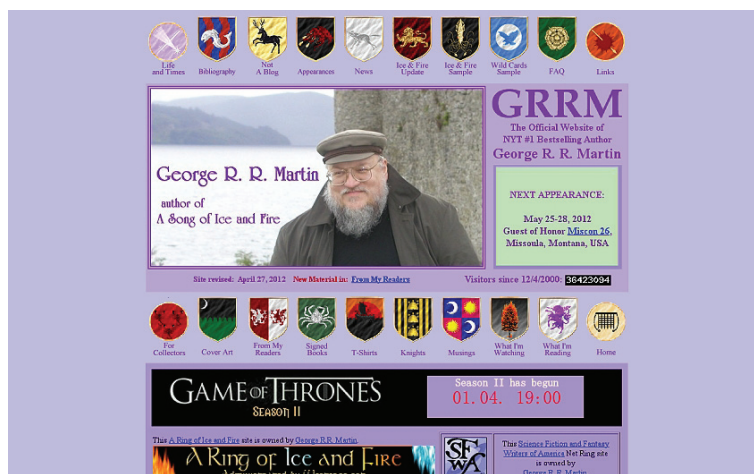 Life
and Times
Bibliography
Not
A Blog
Appearances
News
Ice & Fire
Update
Ice & Fire
Sample
Wild Cards
Sample
FAQ
Links
George R. R. Martin
author of
A Song of Ice and Fire
GRRM
The Official Website of
NYT #1 Bestselling Author
George R. R. Martin
NEXT APPEARANCE:
May 25-28, 2012
Guest of Honor Miscon 26,
Missoula, Montana, USA
Site revised: April 27, 2012 New Material in: From My Readers
Visitors since 12/4/2000: 36423094
For
Collectors
Cover Art
From My
Readers
Signed
Books
T-Shirts
Knights
Musings
What I'm
Watching
What I'm
Reading
Home
GAME OF THRONES
SEASON II
Season II has begun
01.04. 19:00
This A Ring of Ice and Fire site is owned by George R.R. Martin.
A Ring of Ice and Fire
SF
WA
This Science Fiction and Fantasy
Writers of America Net Ring site
is owned by
George R. R. Martin